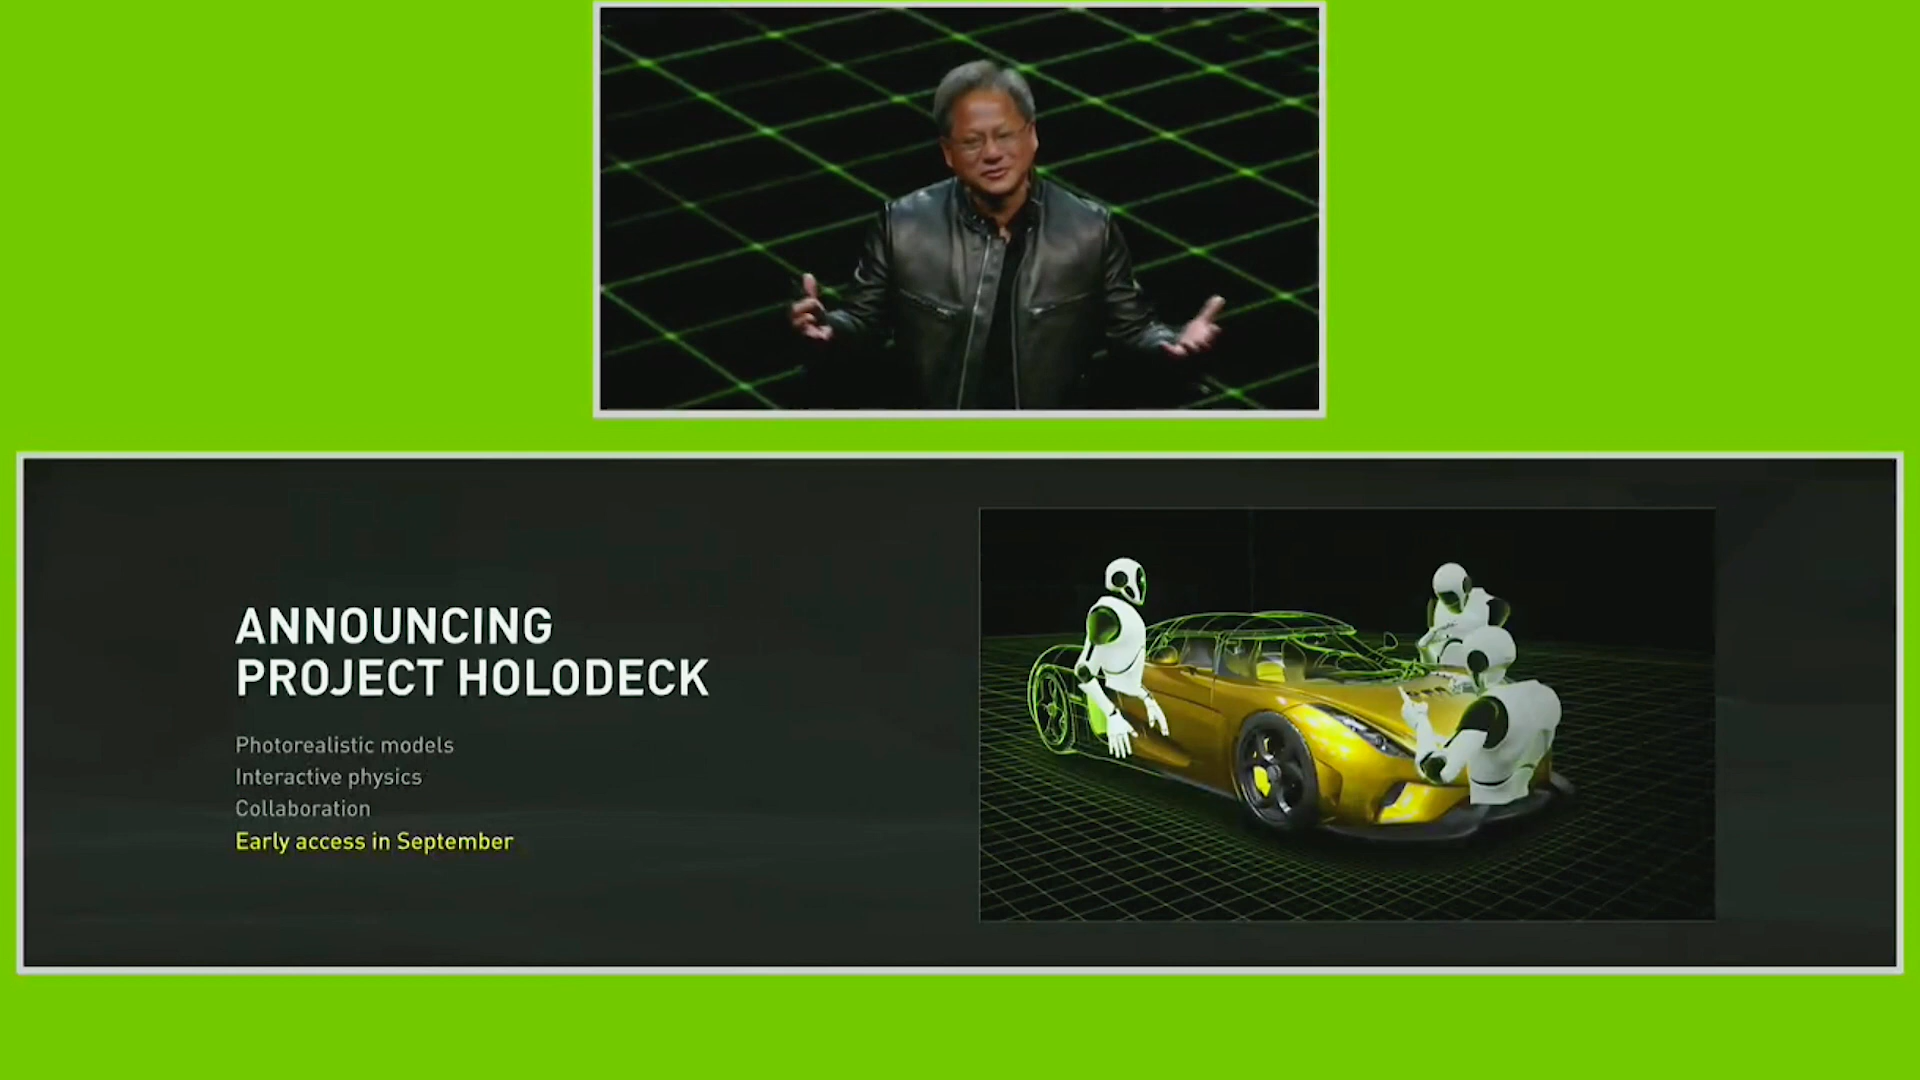 ANNOUNCING
PROJECT HOLODECK
Photorealistic models
Interactive physics
Collaboration
Early access in September